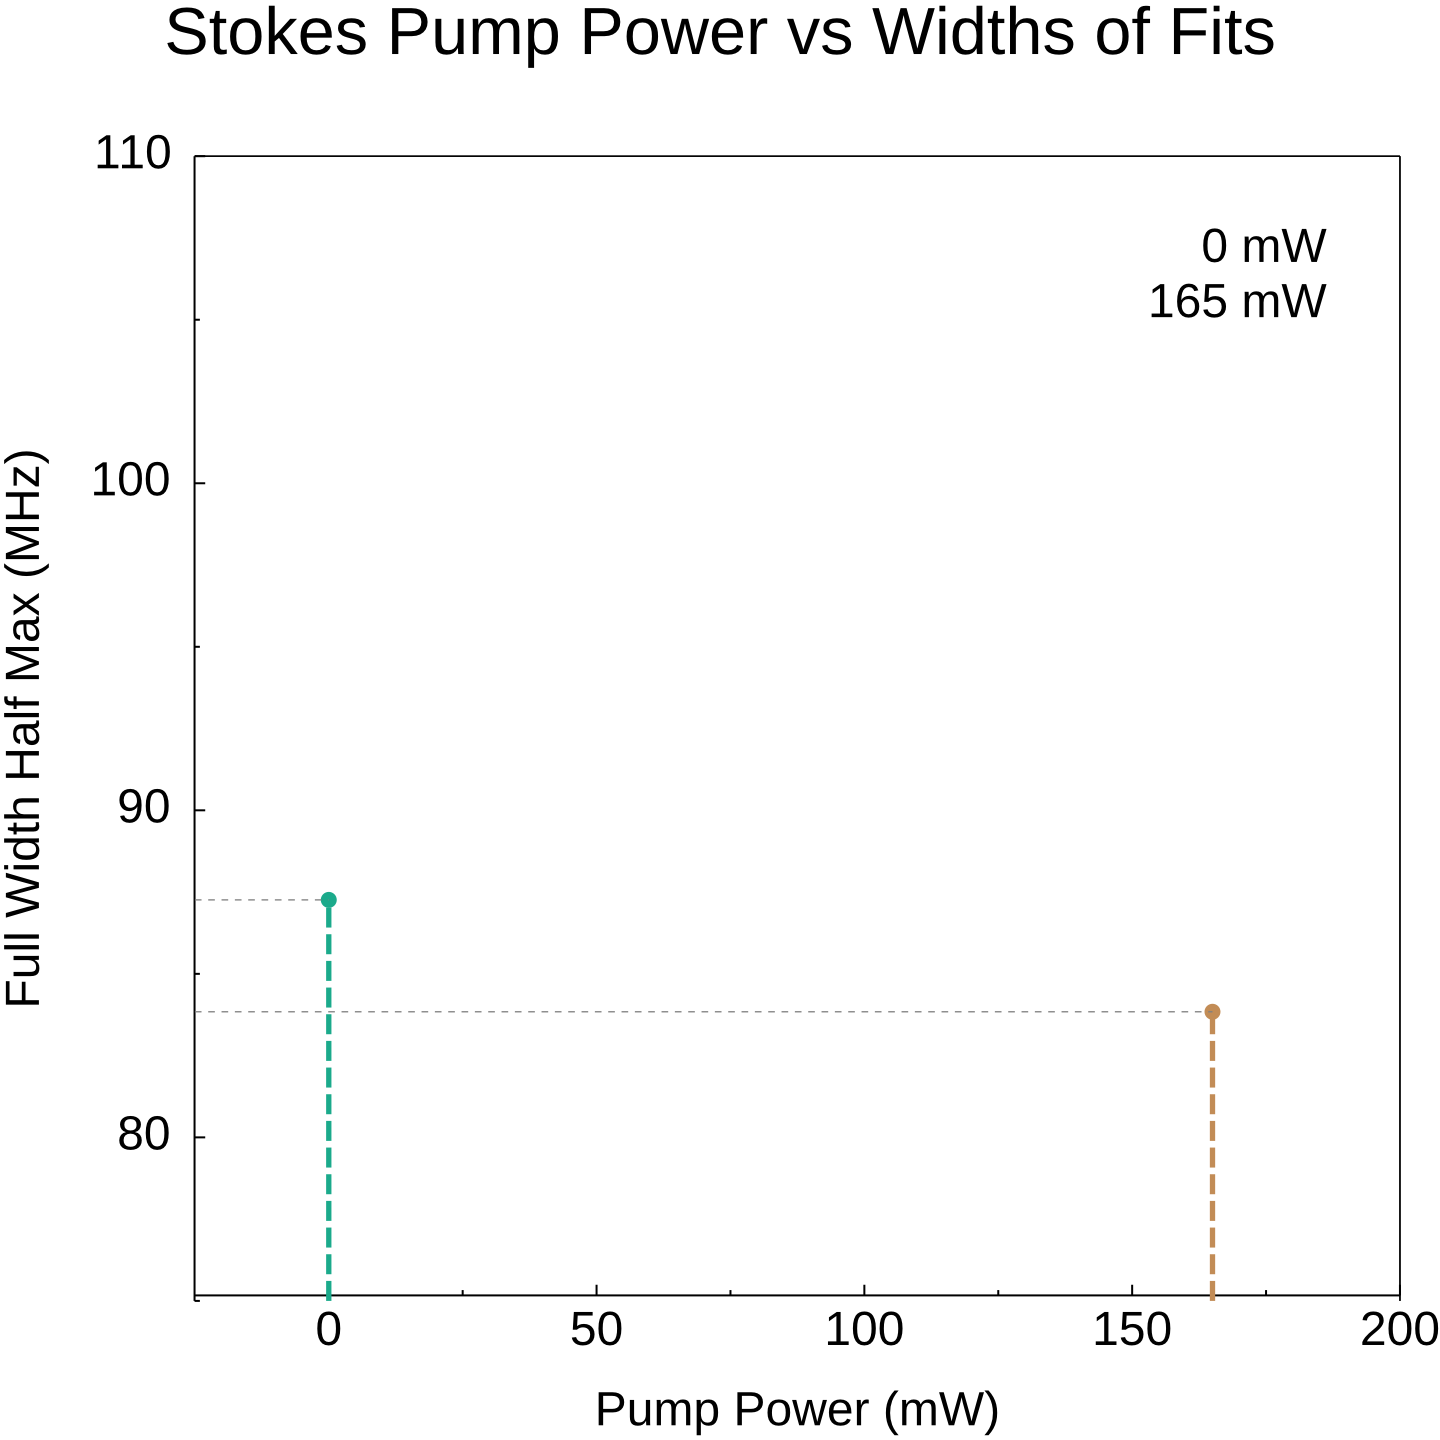 Stokes Pump Power vs Widths of Fits
110
0 mW
165 mW
100
90
80
Full Width Half Max (MHz)
0 50 100 150 200
Pump Power (mW)